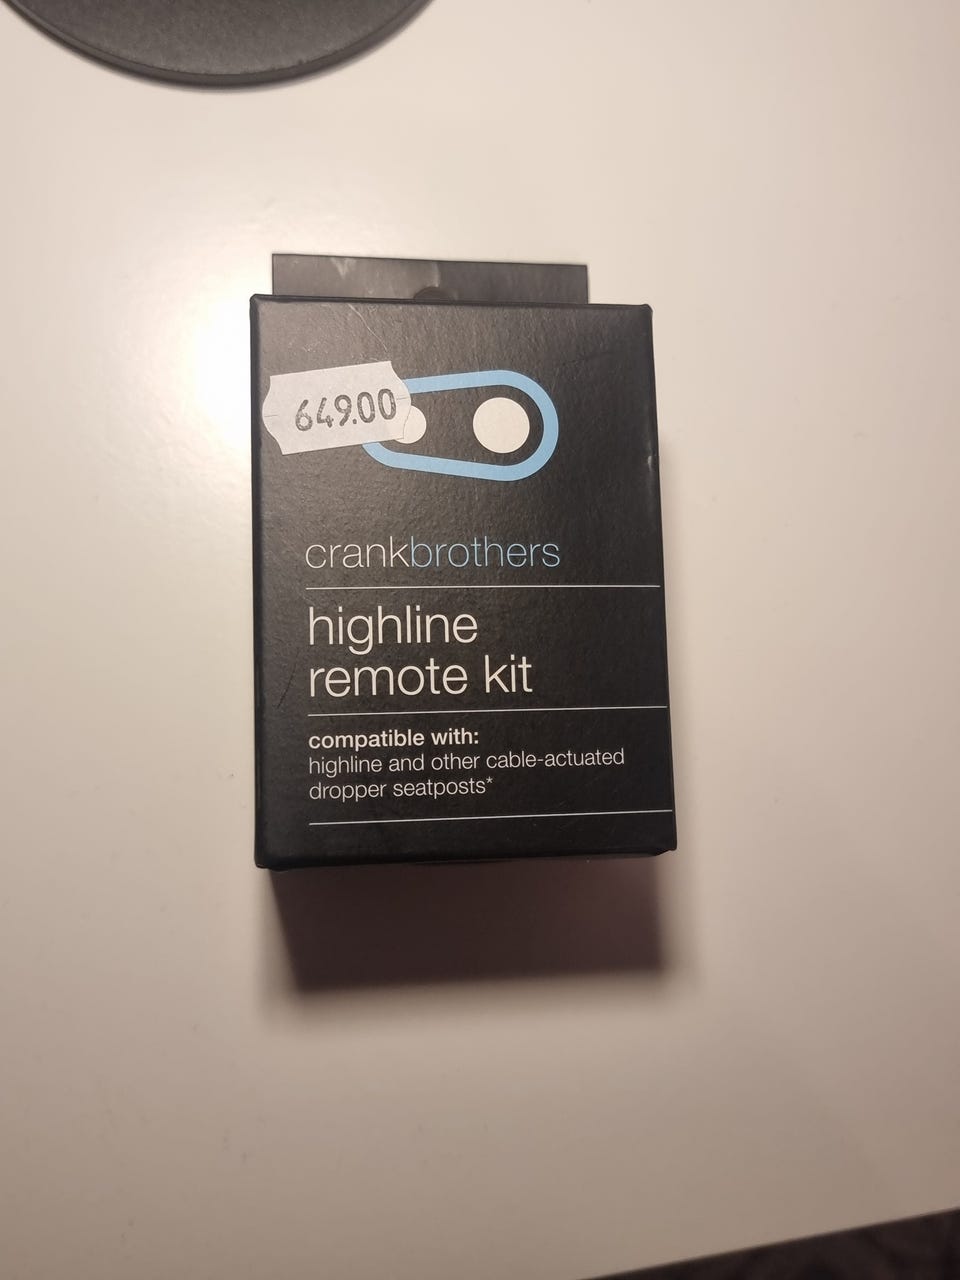 649.00
crankbrothers
highline
remote kit
compatible with:
highline and other cable-actuated
dropper seatposts*